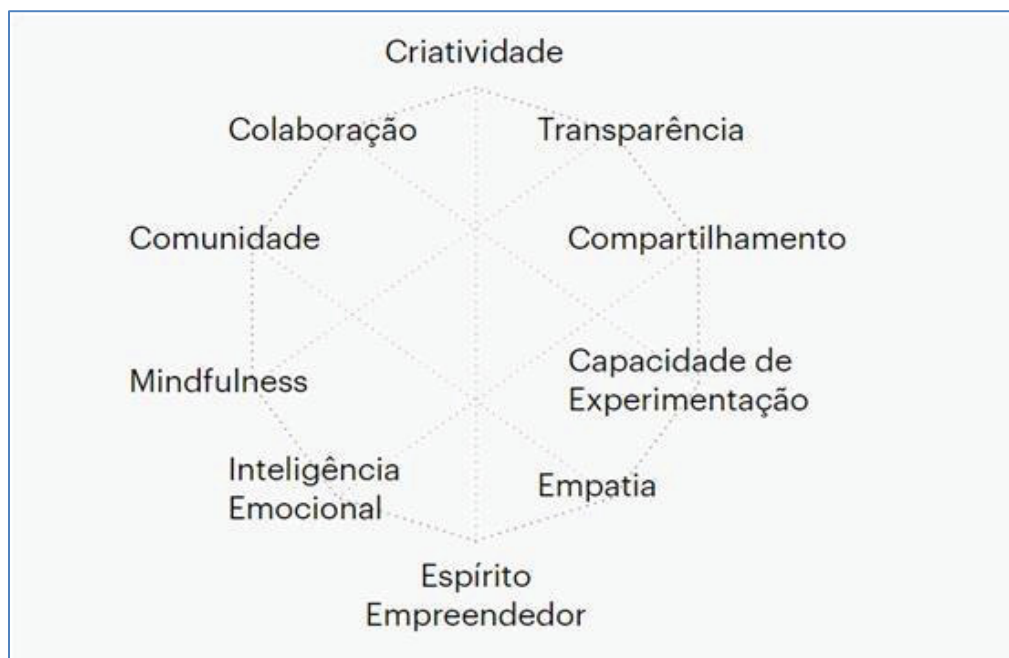 Criatividade
Colaboração
Transparência
Comunidade
Compartilhamento
Mindfulness
Capacidade de
Experimentação
Inteligência
Emocional
Empatia
Espírito
Empreendedor